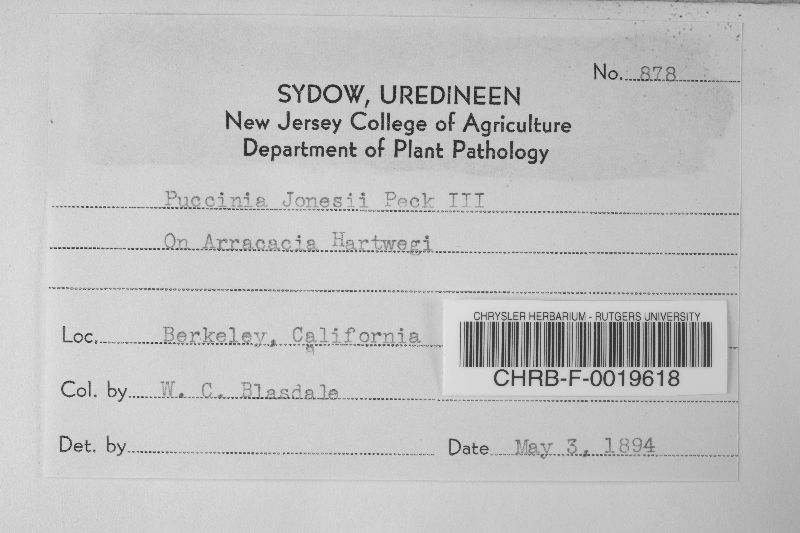 No. 878
SYDOW, UREDINEEN
New Jersey College of Agriculture
Department of Plant Pathology
Puccinia Jonesii Peck III
On Arracacia Hartwegi
Loc. Berkeley, California
CHRYSLER HERBARIUM - RUTGERS UNIVERSITY
CHRB-F-0019618
Col. by W. C. Blasdale
Det. by
Date May 3, 1894